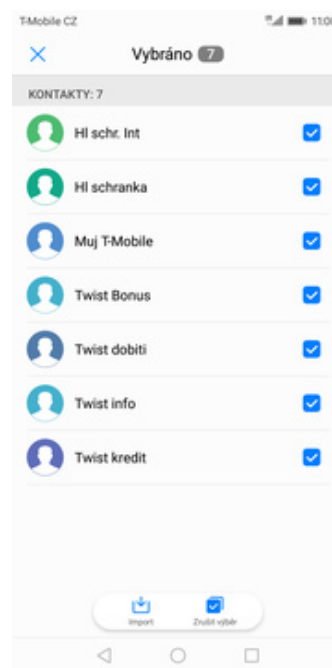 T-Mobile CZ 11:00
Vybráno 7
KONTAKTY: 7
Hl schr. Int
Hl schranka
Muj T-Mobile
Twist Bonus
Twist dobiti
Twist info
Twist kredit
Import Zrušit výběr